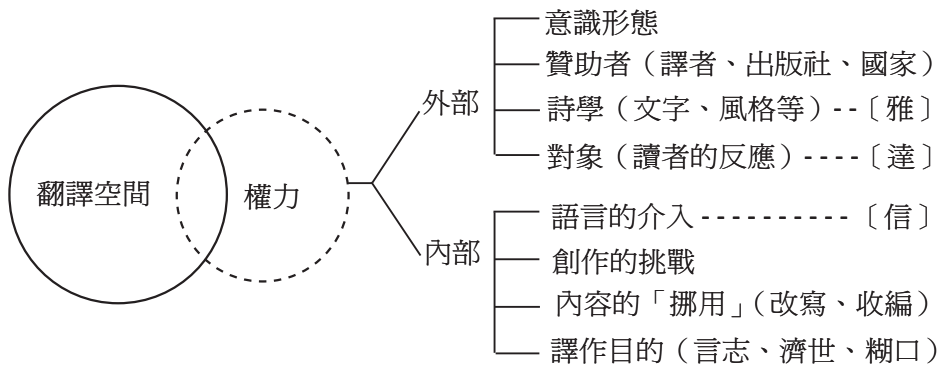 意識形態
贊助者（譯者、出版社、國家）
外部
詩學（文字、風格等）--〔雅〕
對象（讀者的反應）----〔達〕
翻譯空間
權力
語言的介入----------〔信〕
內部
創作的挑戰
內容的「挪用」（改寫、收編）
譯作目的（言志、濟世、糊口）